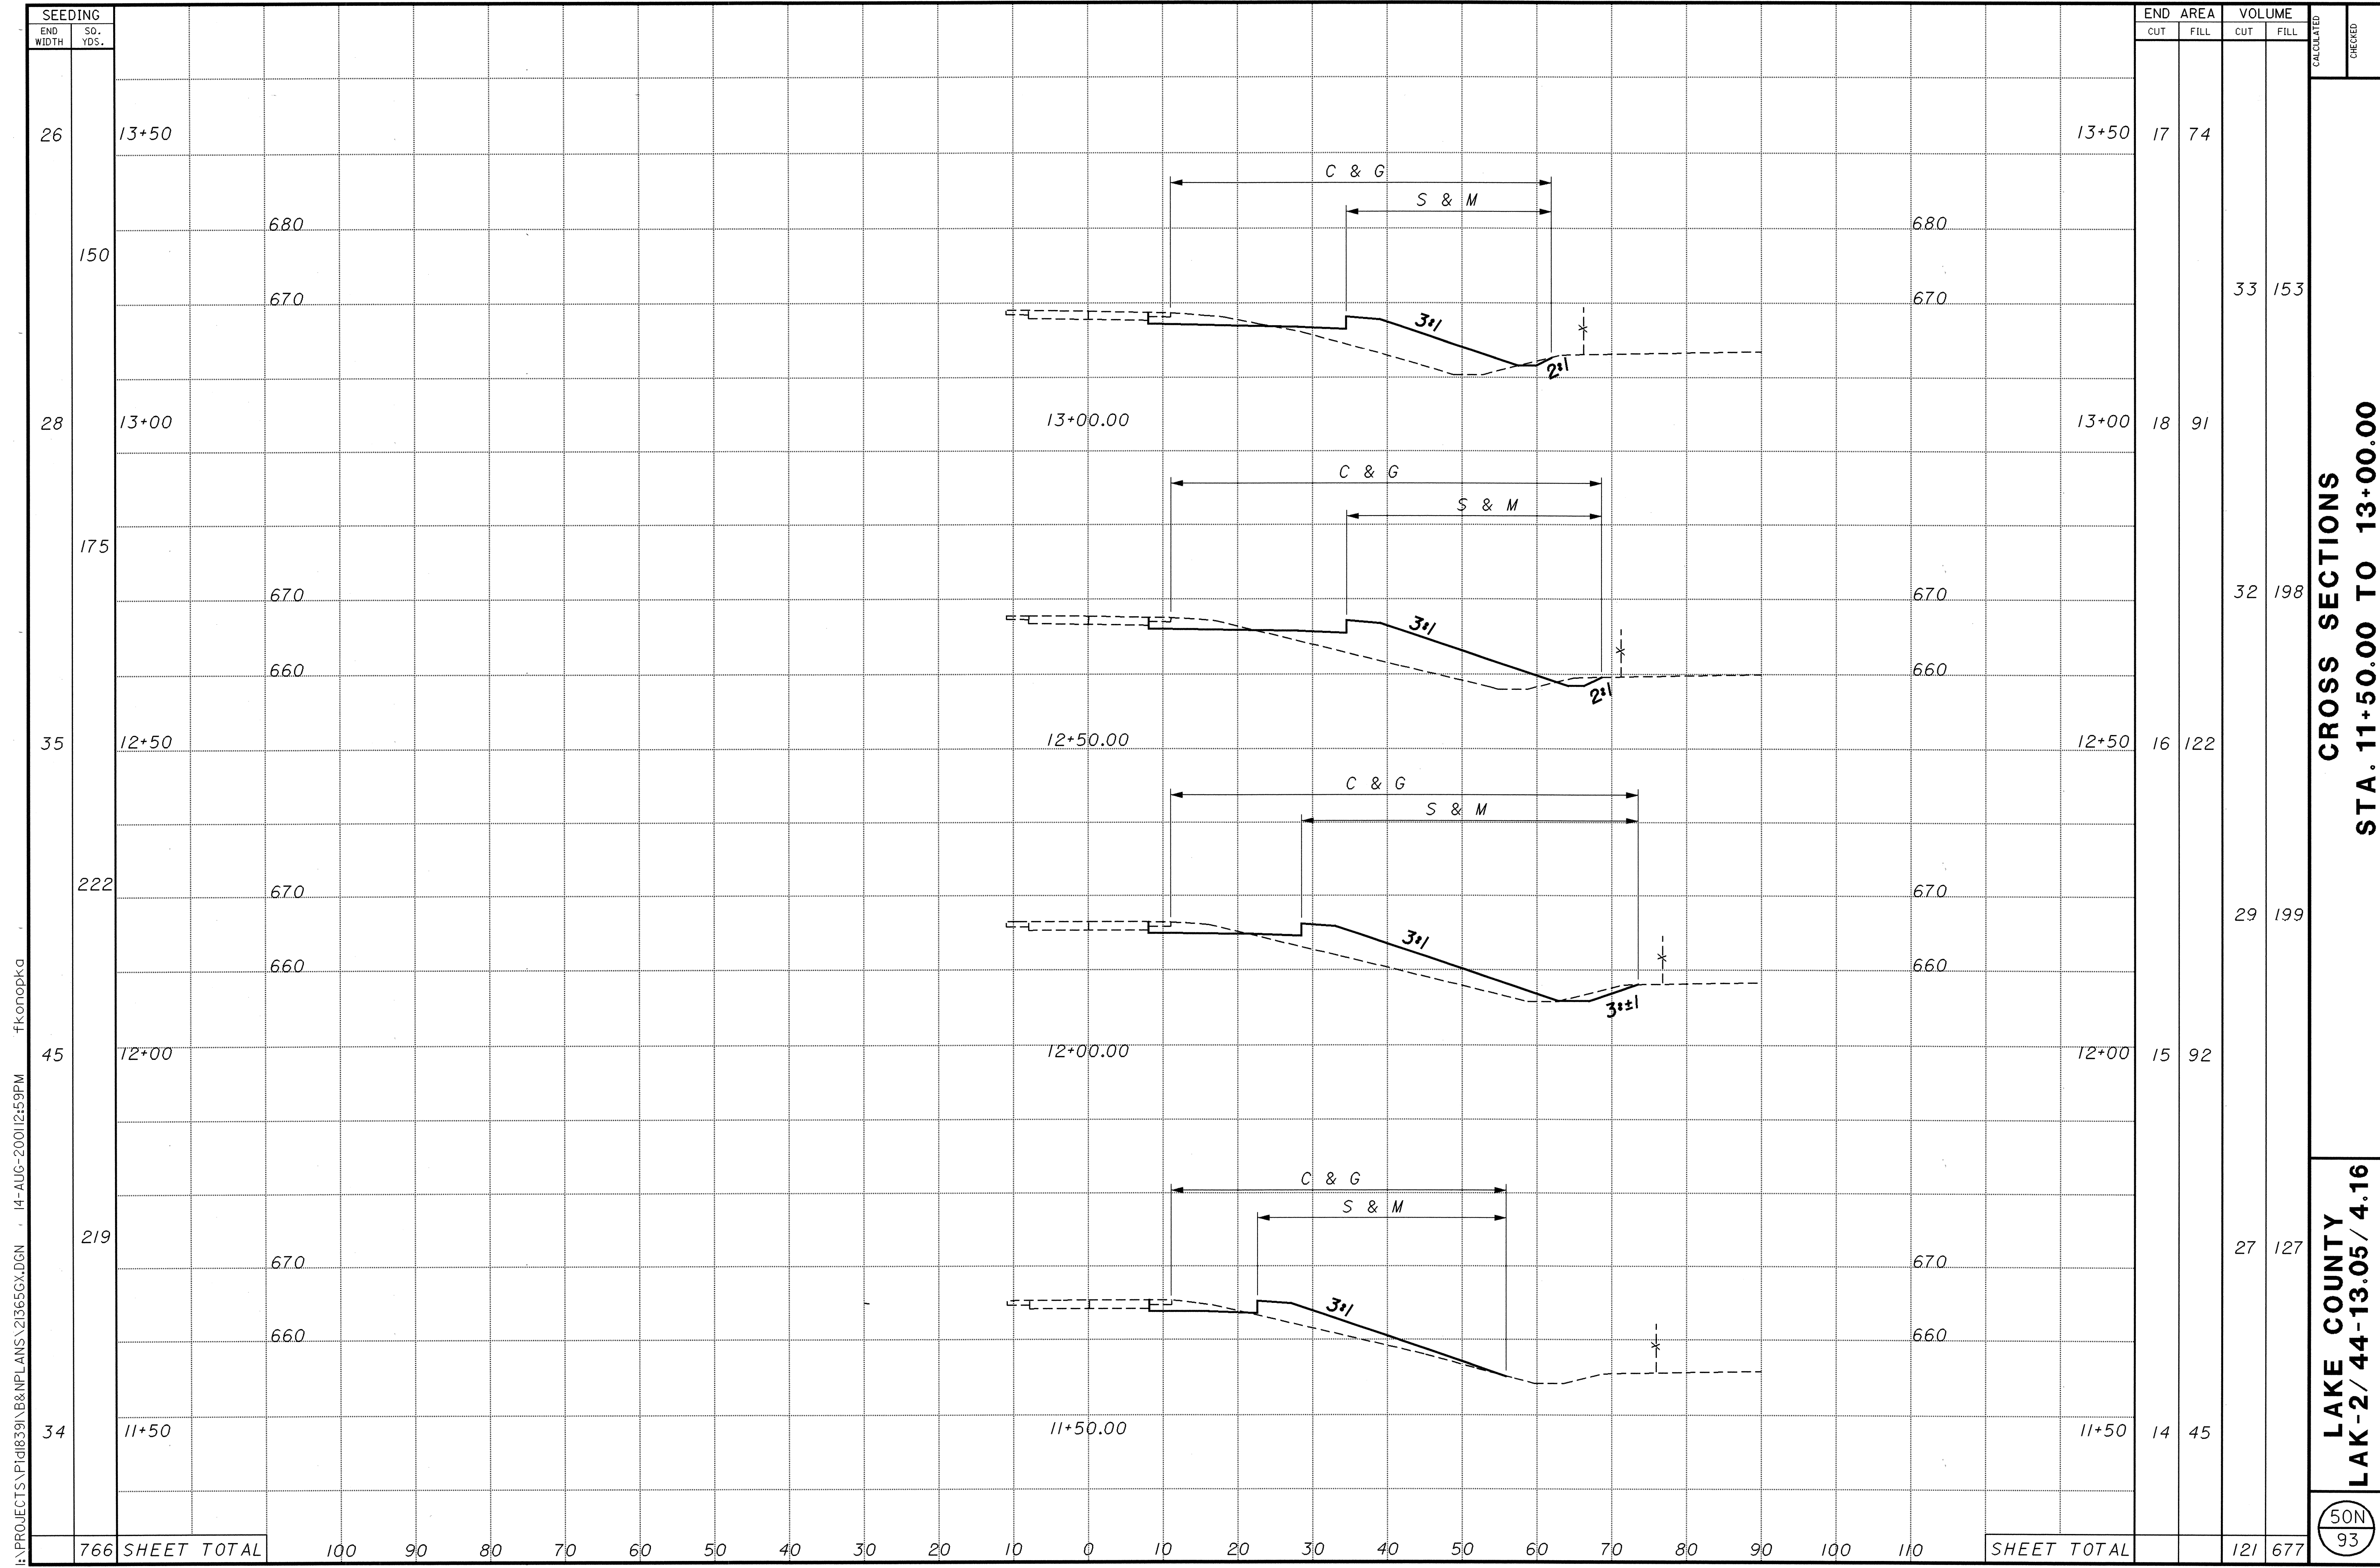 SEEDING
END WIDTH
SQ. YDS.
END AREA
VOLUME
CUT
FILL
CUT
FILL
CALCULATED
CHECKED
26
13+50
13+50
17
74
C & G
S & M
680
680
150
670
670
33
153
3:1
2:1
28
13+00
13+00.00
13+00
18
91
C & G
S & M
175
670
670
32
198
3:1
660
660
2:1
35
12+50
12+50.00
12+50
16
122
C & G
S & M
222
670
670
29
199
3:1
660
660
3:±1
45
12+00
12+00.00
12+00
15
92
C & G
S & M
219
670
670
27
127
3:1
660
660
34
11+50
11+50.00
11+50
14
45
766
SHEET TOTAL
100 90 80 70 60 50 40 30 20 10 0 10 20 30 40 50 60 70 80 90 100 110
SHEET TOTAL
121
677
CROSS SECTIONS
STA. 11+50.00 TO 13+00.00
LAKE COUNTY
LAK-2/44-13.05/4.16
50N
93
I:\PROJECTS\P1d18391\B&NPLANS\21365GX.DGN 14-AUG-2001 12:59PM fkonopka